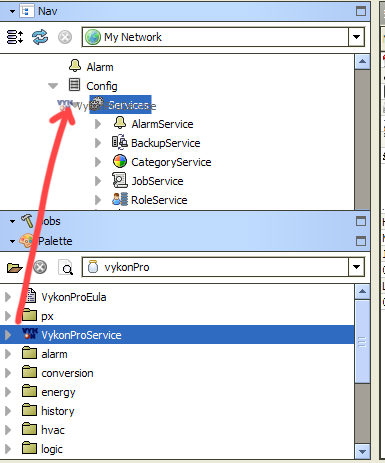 Nav
My Network
Alarm
Config
Services
AlarmService
BackupService
CategoryService
JobService
RoleService
Jobs
Palette
vykonPro
VykonProEula
px
VykonProService
alarm
conversion
energy
history
hvac
logic